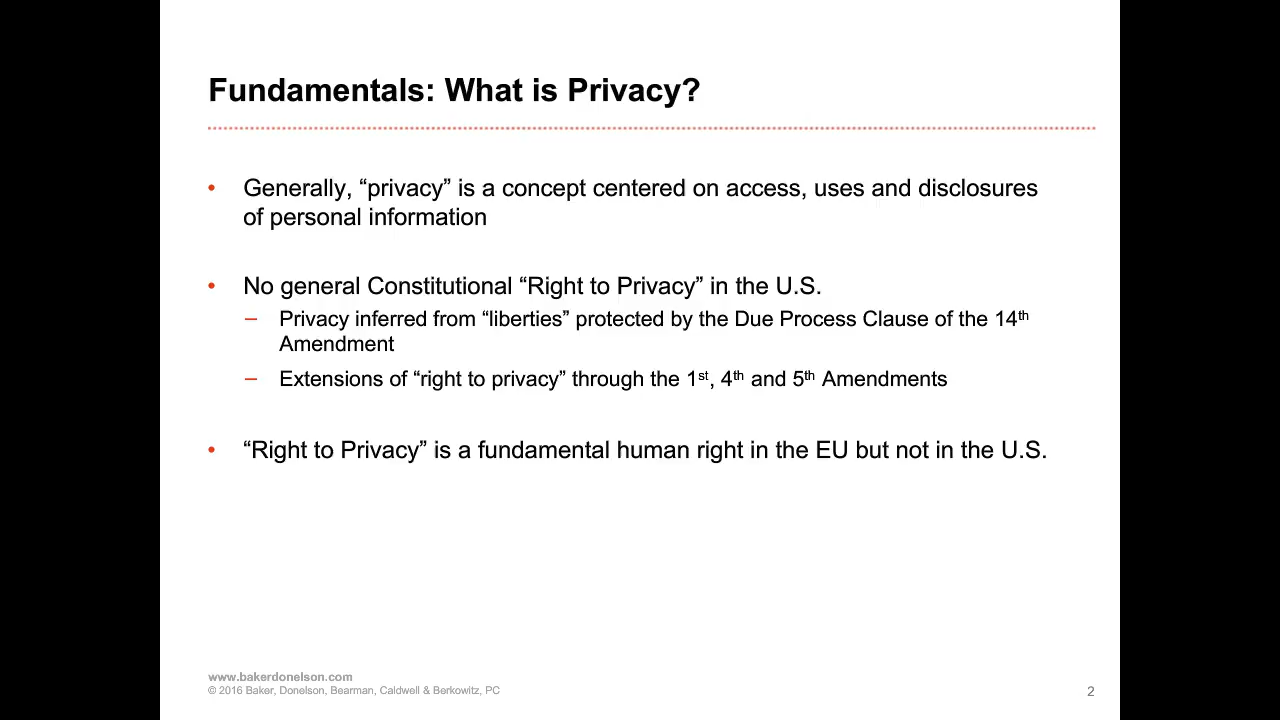 Fundamentals: What is Privacy?
• Generally, “privacy” is a concept centered on access, uses and disclosures
of personal information
• No general Constitutional “Right to Privacy” in the U.S.
– Privacy inferred from “liberties” protected by the Due Process Clause of the 14th
Amendment
– Extensions of “right to privacy” through the 1st, 4th and 5th Amendments
• “Right to Privacy” is a fundamental human right in the EU but not in the U.S.
www.bakerdonelson.com
© 2016 Baker, Donelson, Bearman, Caldwell & Berkowitz, PC
2